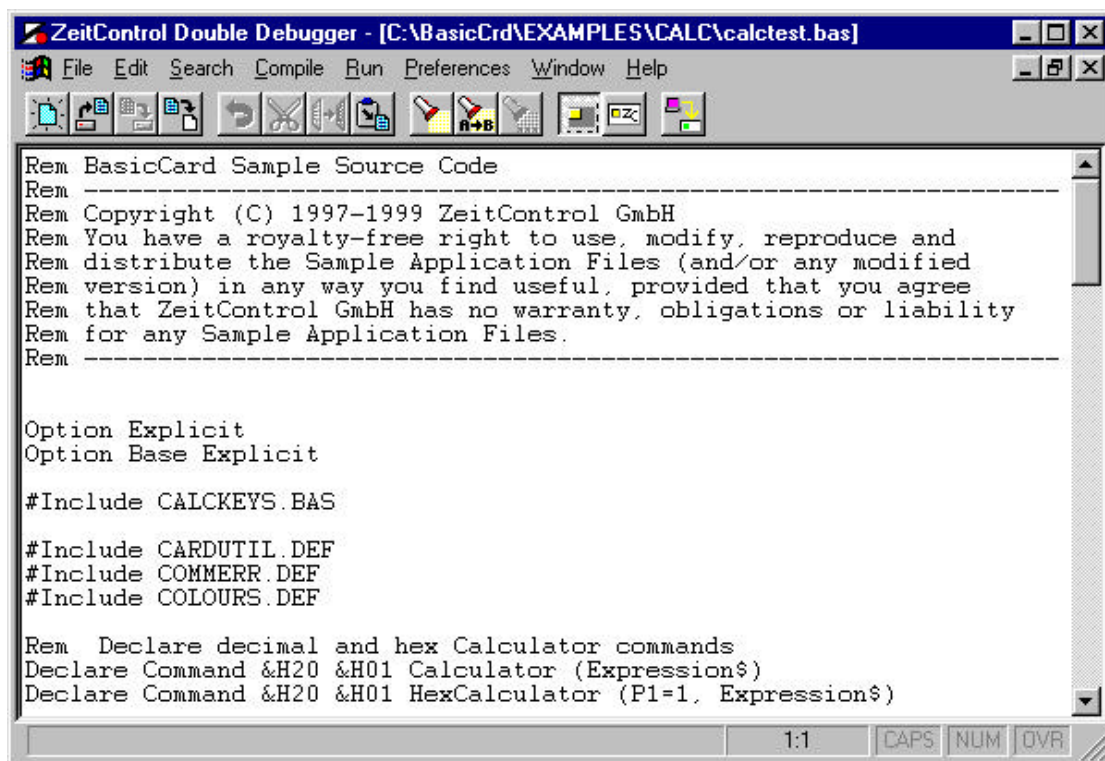 ZeitControl Double Debugger - [C:\BasicCrd\EXAMPLES\CALC\calctest.bas]
File Edit Search Compile Run Preferences Window Help
A→B
Rem BasicCard Sample Source Code
Rem ------------------------------------------------------------------
Rem Copyright (C) 1997-1999 ZeitControl GmbH
Rem You have a royalty-free right to use, modify, reproduce and
Rem distribute the Sample Application Files (and/or any modified
Rem version) in any way you find useful, provided that you agree
Rem that ZeitControl GmbH has no warranty, obligations or liability
Rem for any Sample Application Files.
Rem ------------------------------------------------------------------
Option Explicit
Option Base Explicit
#Include CALCKEYS.BAS
#Include CARDUTIL.DEF
#Include COMMERR.DEF
#Include COLOURS.DEF
Rem  Declare decimal and hex Calculator commands
Declare Command &H20 &H01 Calculator (Expression$)
Declare Command &H20 &H01 HexCalculator (P1=1, Expression$)
1:1 CAPS NUM OVR